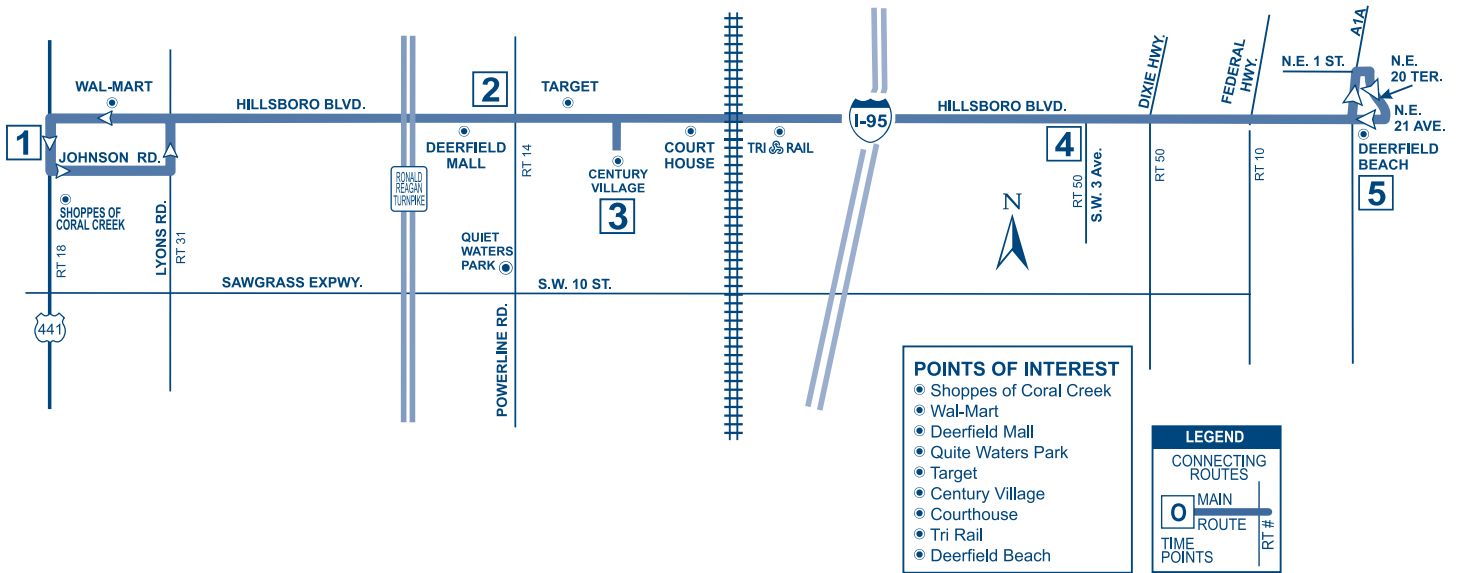 A1A
DIXIE HWY.
FEDERAL
HWY.
N.E. 1 ST.
N.E.
20 TER.
WAL-MART
2
TARGET
HILLSBORO BLVD.
I-95
HILLSBORO BLVD.
N.E.
21 AVE.
1
JOHNSON RD.
DEERFIELD
MALL
RT 14
CENTURY
VILLAGE
3
COURT
HOUSE
TRI RAIL
4
RT 50
S.W. 3 Ave.
RT 50
RT 10
DEERFIELD
BEACH
5
RONALD
REAGAN
TURNPIKE
SHOPPES OF
CORAL CREEK
RT 18
LYONS RD.
RT 31
QUIET
WATERS
PARK
N
SAWGRASS EXPWY.
S.W. 10 ST.
441
POWERLINE RD.
POINTS OF INTEREST
Shoppes of Coral Creek
Wal-Mart
Deerfield Mall
Quite Waters Park
Target
Century Village
Courthouse
Tri Rail
Deerfield Beach
LEGEND
CONNECTING
ROUTES
O
MAIN
ROUTE
RT #
TIME
POINTS